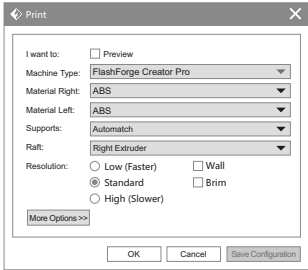 Print
I want to: Preview
Machine Type: FlashForge Creator Pro
Material Right: ABS
Material Left: ABS
Supports: Automatch
Raft: Right Extruder
Resolution: Low (Faster) Wall
Standard Brim
High (Slower)
More Options >>
OK Cancel Save Configuration